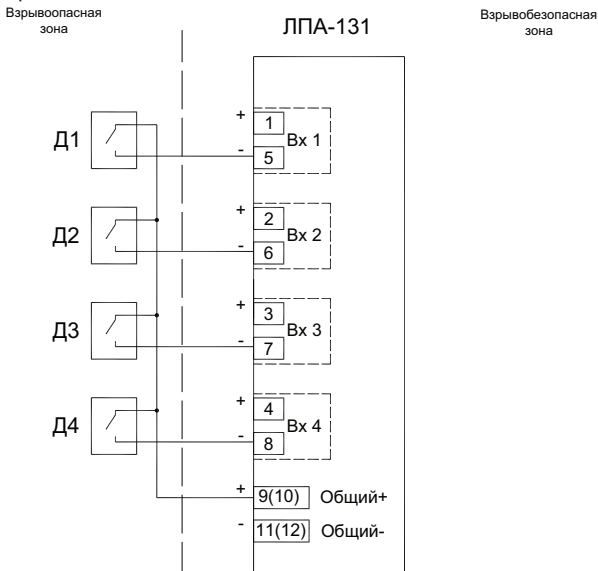 Взрывоопасная
зона
ЛПА-131
Взрывобезопасная
зона
Д1
+
1
Вх 1
-
5
Д2
+
2
Вх 2
-
6
Д3
+
3
Вх 3
-
7
Д4
+
4
Вх 4
-
8
+
9(10) Общий+
-
11(12) Общий-